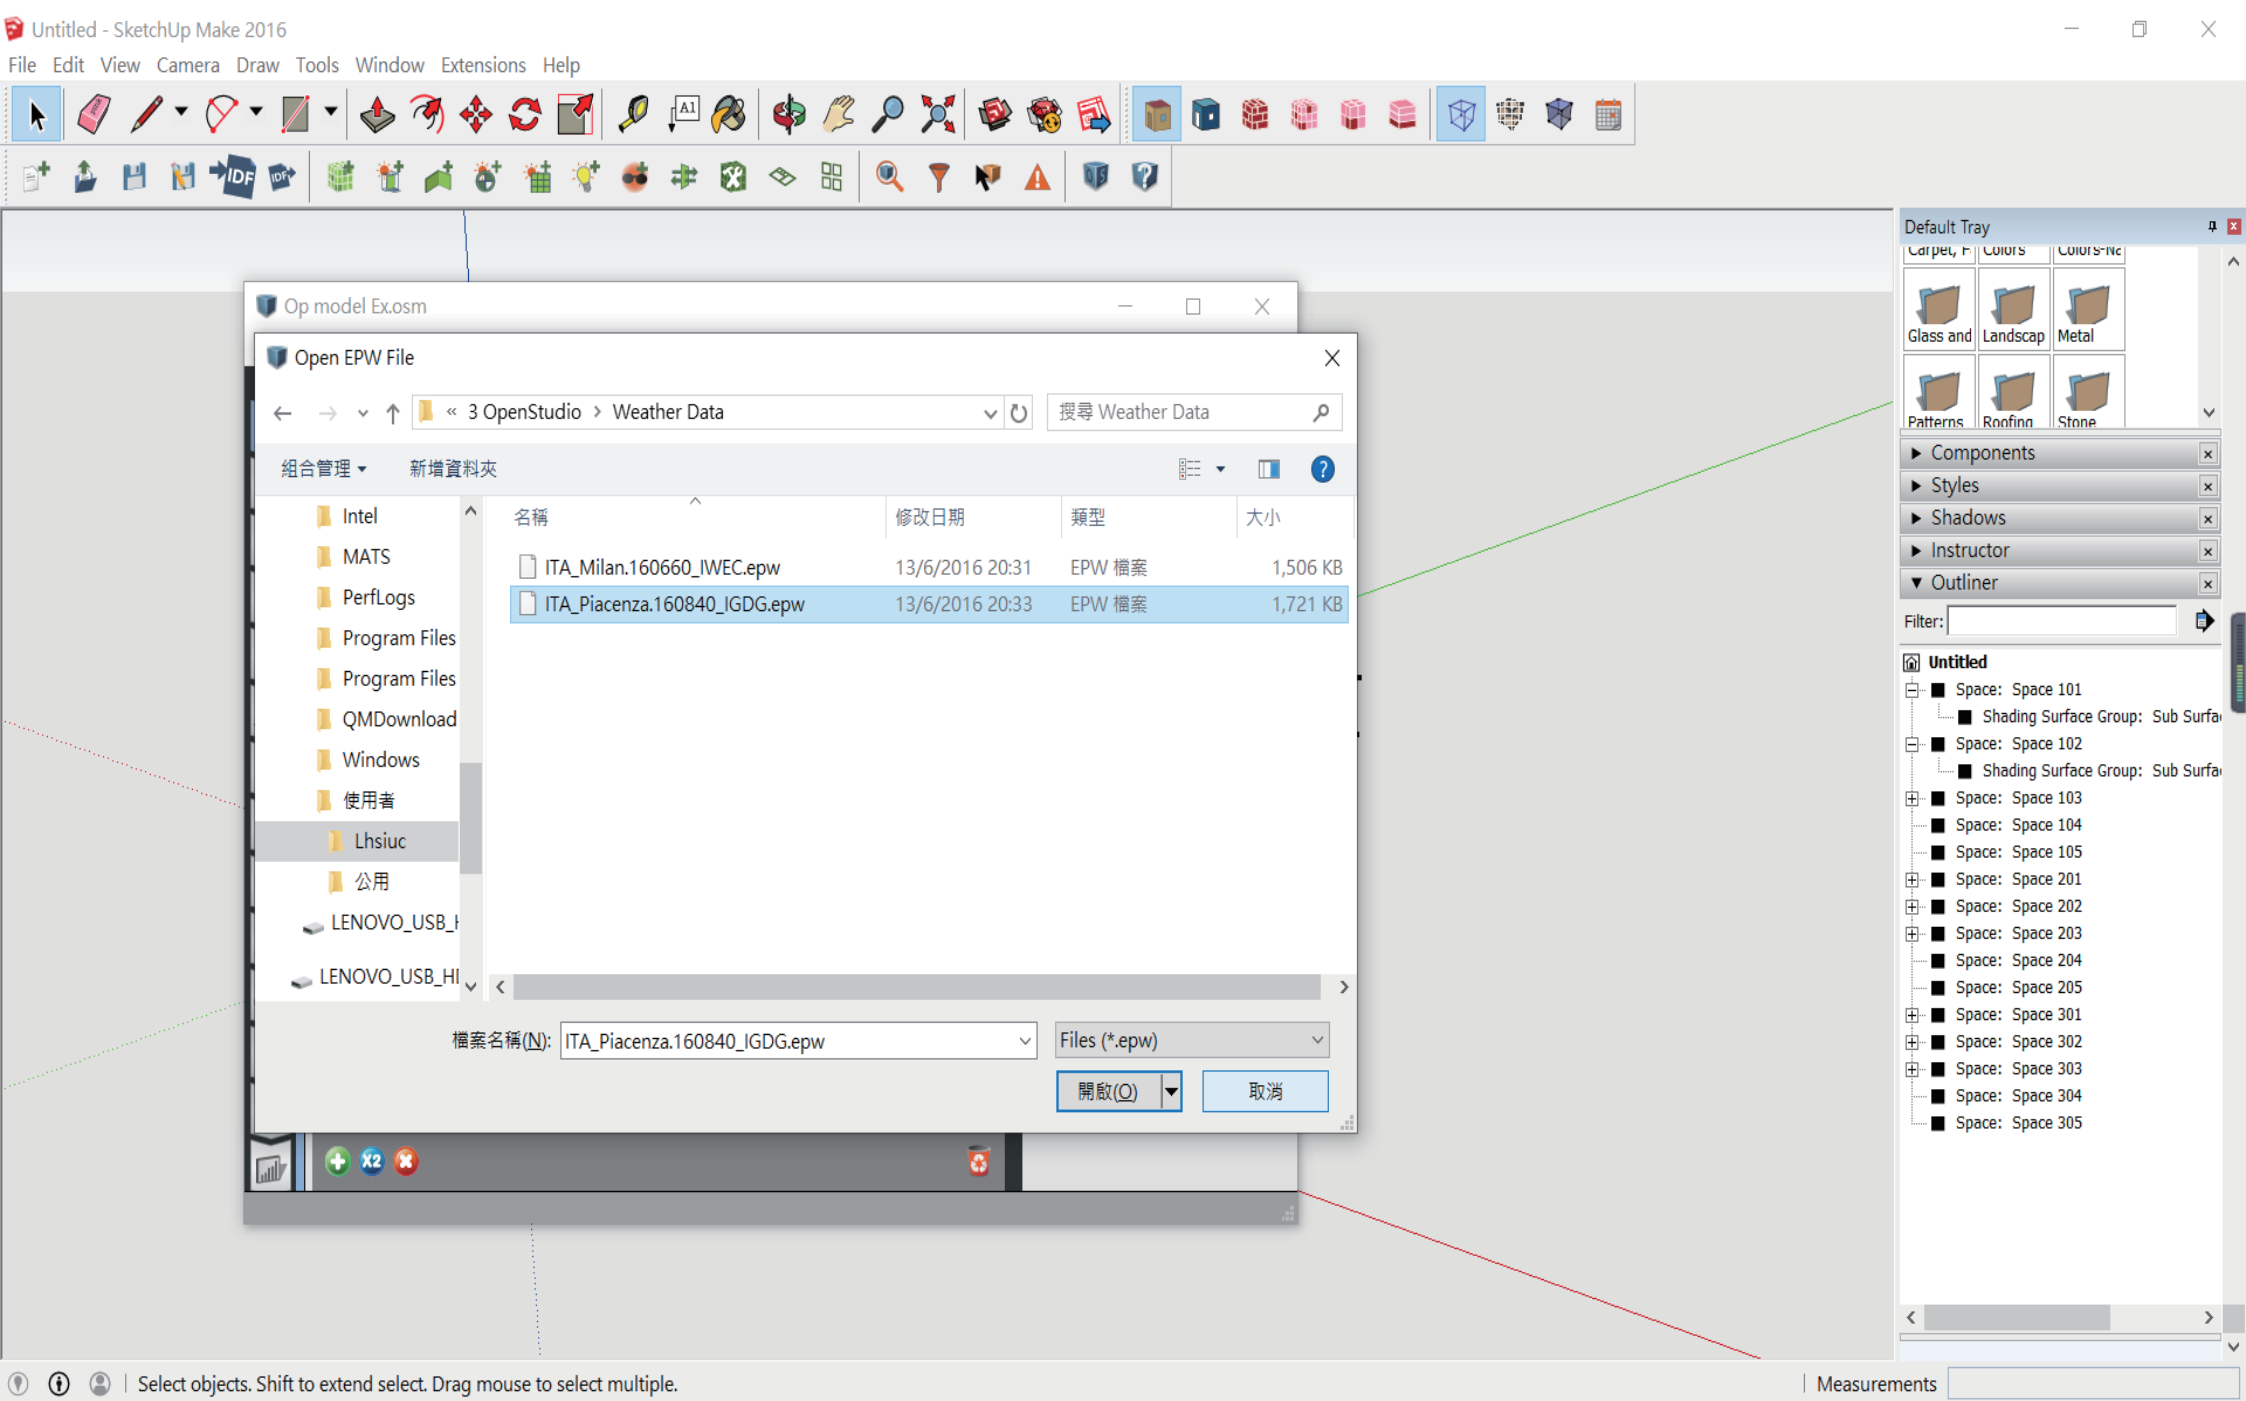 Untitled - SketchUp Make 2016
File Edit View Camera Draw Tools Window Extensions Help
A1
IDF
IDF
Default Tray
Carpet, F Colors Colors-Na
Glass and Landscap Metal
Patterns Roofing Stone
Components
Styles
Shadows
Instructor
Outliner
Filter:
Untitled
Space: Space 101
Shading Surface Group: Sub Surfa
Space: Space 102
Shading Surface Group: Sub Surfa
Space: Space 103
Space: Space 104
Space: Space 105
Space: Space 201
Space: Space 202
Space: Space 203
Space: Space 204
Space: Space 205
Space: Space 301
Space: Space 302
Space: Space 303
Space: Space 304
Space: Space 305
Op model Ex.osm
Open EPW File
« 3 OpenStudio > Weather Data
搜尋 Weather Data
組合管理 新增資料夾
Intel
MATS
PerfLogs
Program Files
Program Files
QMDownload
Windows
使用者
Lhsiuc
公用
LENOVO_USB_H
LENOVO_USB_HI
名稱 修改日期 類型 大小
ITA_Milan.160660_IWEC.epw 13/6/2016 20:31 EPW 檔案 1,506 KB
ITA_Piacenza.160840_IGDG.epw 13/6/2016 20:33 EPW 檔案 1,721 KB
檔案名稱(N): ITA_Piacenza.160840_IGDG.epw Files (*.epw)
開啟(O) 取消
X2
Select objects. Shift to extend select. Drag mouse to select multiple.
Measurements